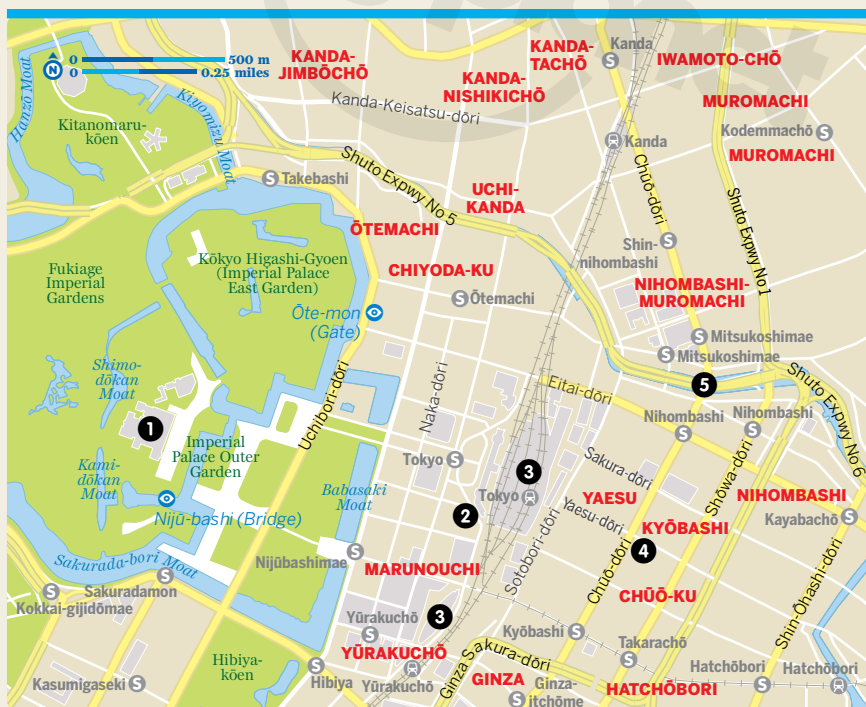 0 500 m
0 0.25 miles
N
KANDA-
JIMBŌCHŌ
KANDA-
TACHŌ
Kanda
IWAMOTO-CHŌ
Hanzō Moat
Kiyomizu Moat
KANDA-
NISHIKICHŌ
MUROMACHI
Kanda-Keisatsu-dōri
Kitanomaru-
kōen
Kodemmachō
Kanda
MUROMACHI
Shuto Expwy No 5
Chūō-dōri
Takebashi
UCHI-
KANDA
Shuto Expwy No 1
ŌTEMACHI
Shin-
nihombashi
Kōkyo Higashi-Gyoen
(Imperial Palace
East Garden)
Fukiage
Imperial
Gardens
CHIYODA-KU
NIHOMBASHI-
MUROMACHI
Ōtemachi
Ōte-mon
(Gate)
Mitsukoshimae
Mitsukoshimae
Shimo-
dōkan
Moat
Uchibori-dōri
Naka-dōri
Eitai-dōri
5
Shuto Expwy No 6
Nihombashi
Nihombashi
1
Imperial
Palace Outer
Garden
Kami-
dōkan
Moat
Tokyo
3
Sakura-dōri
Shōwa-dōri
Babasaki
Moat
Tokyo
YAESU
NIHOMBASHI
2
Yaesu-dōri
Kayabachō
Nijū-bashi (Bridge)
KYŌBASHI
Sotobori-dōri
4
Sakurada-bori Moat
Nijūbashimae
MARUNOUCHI
Chūō-dōri
Sakuradamon
CHŪŌ-KU
Shin-Ōhashi-dōri
Kokkai-gijidōmae
3
Yūrakuchō
Kyōbashi
Takarachō
YŪRAKUCHŌ
Hibiya-
kōen
Ginza Sakura-dōri
Hatchōbori
Hatchōbori
Hibiya
Yūrakuchō
Kasumigaseki
GINZA
Ginza-
itchōme
HATCHŌBORI